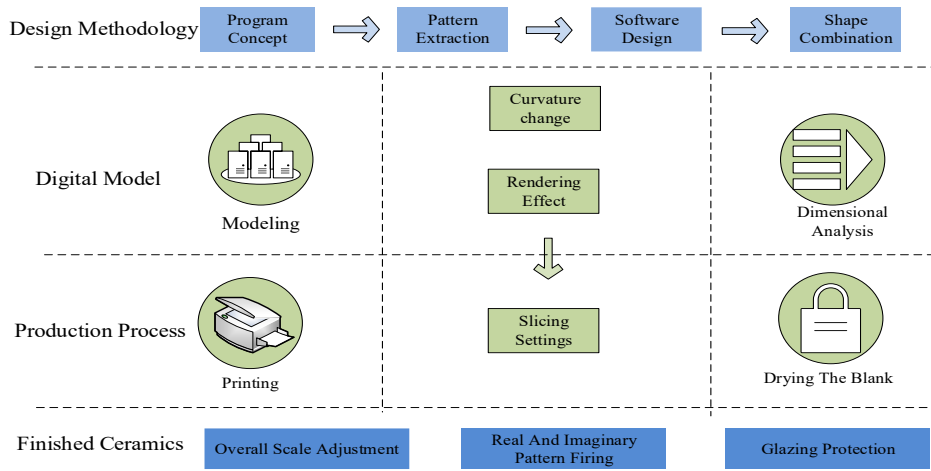 Design Methodology
Program
Concept
Pattern
Extraction
Software
Design
Shape
Combination
Digital Model
Modeling
Curvature
change
Rendering
Effect
Dimensional
Analysis
Production Process
Printing
Slicing
Settings
Drying The Blank
Finished Ceramics
Overall Scale Adjustment
Real And Imaginary
Pattern Firing
Glazing Protection